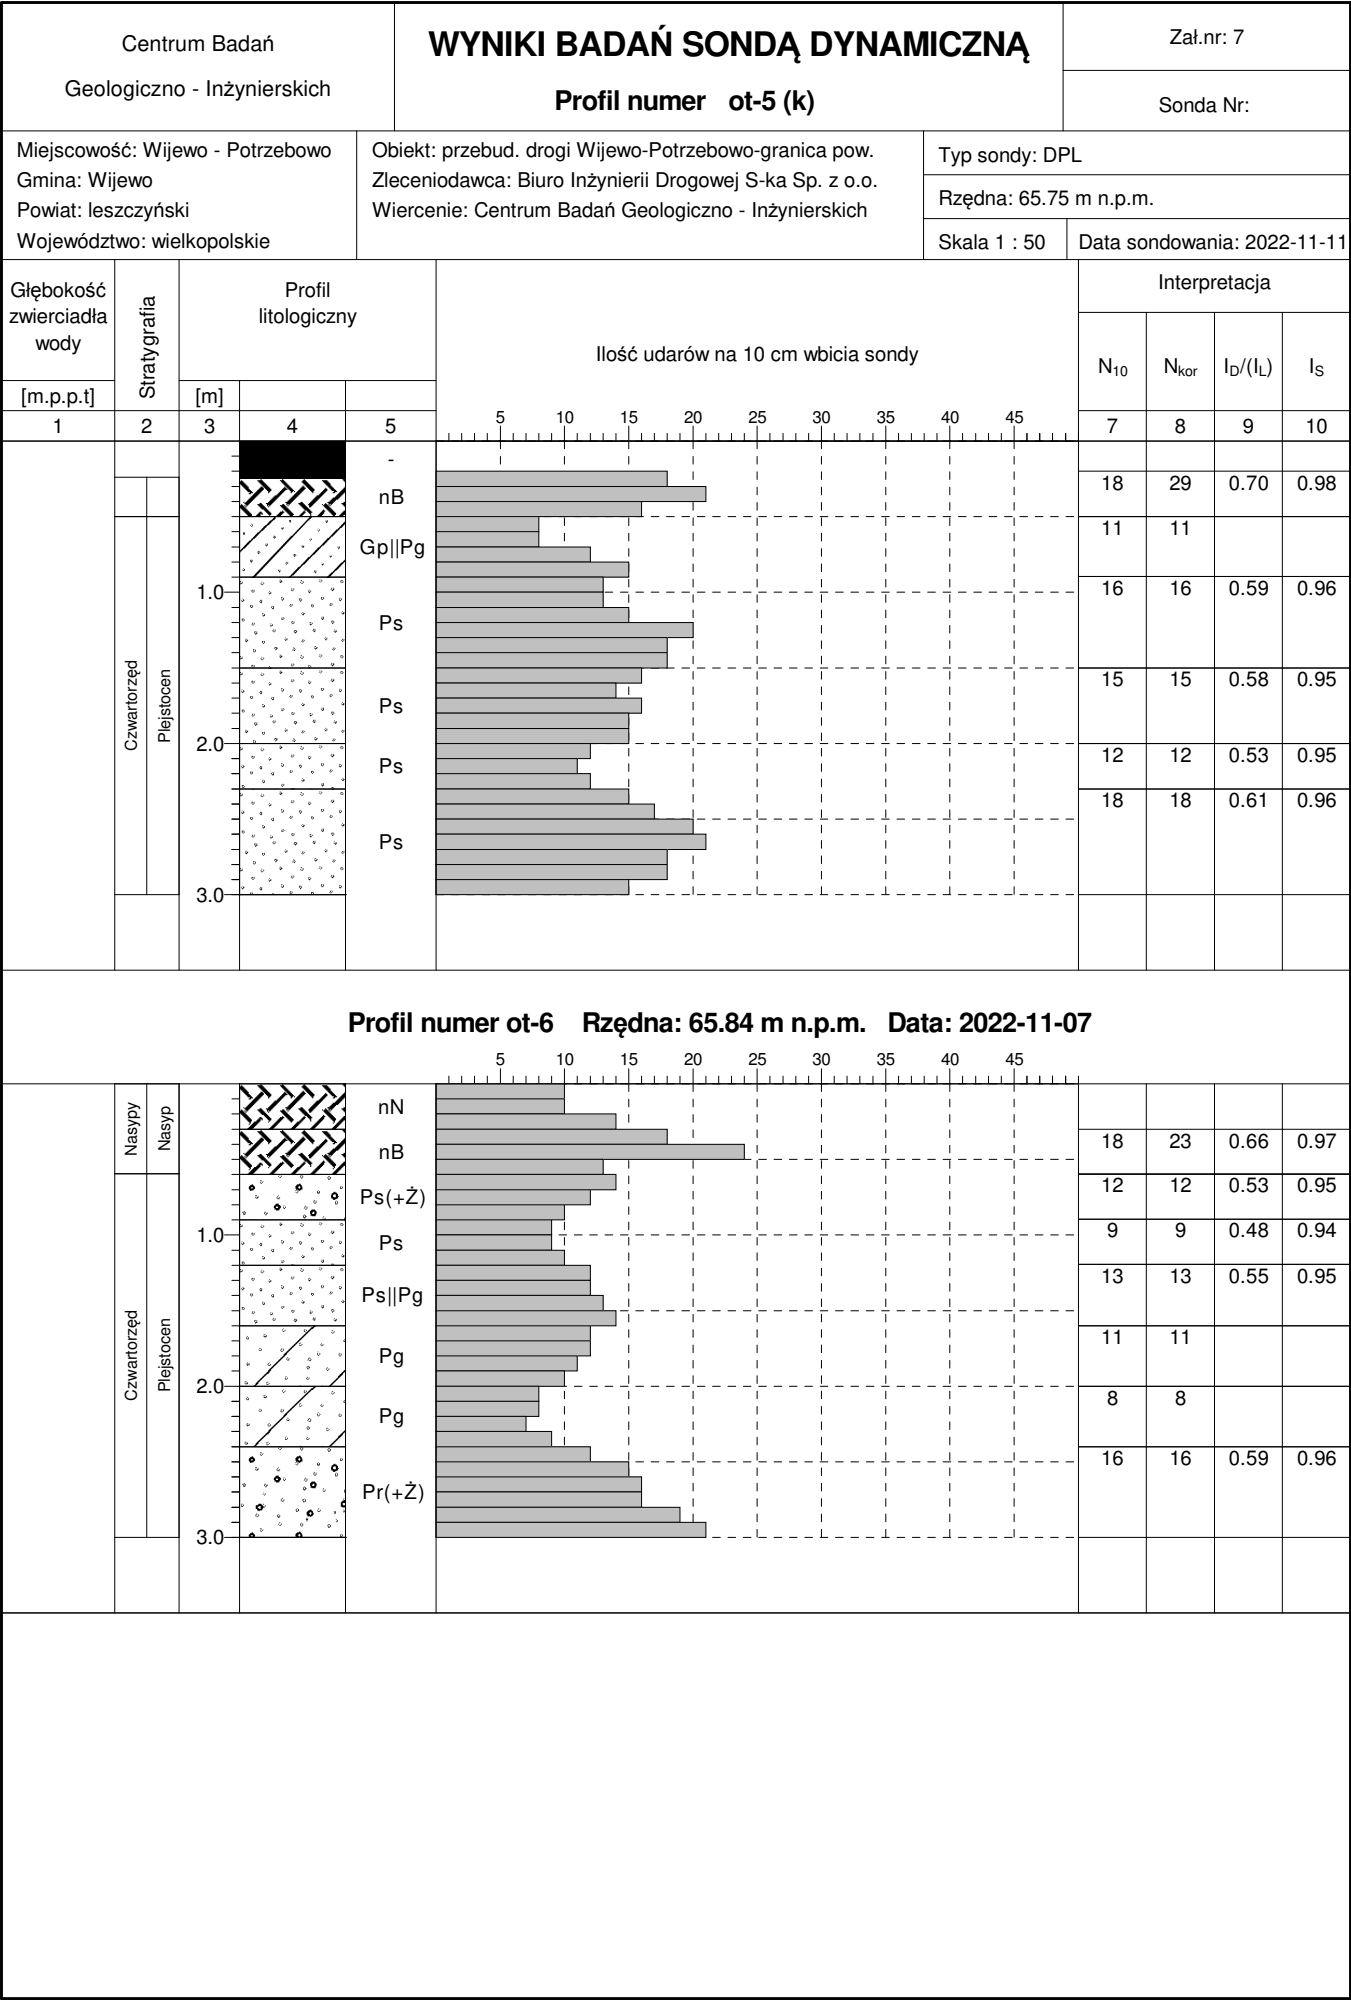 Centrum Badań
Geologiczno - Inżynierskich
WYNIKI BADAŃ SONDĄ DYNAMICZNĄ
Profil numer ot-5 (k)
Zał.nr: 7
Sonda Nr:
Miejscowość: Wijewo - Potrzebowo
Gmina: Wijewo
Powiat: leszczyński
Województwo: wielkopolskie
Obiekt: przebud. drogi Wijewo-Potrzebowo-granica pow.
Zleceniodawca: Biuro Inżynierii Drogowej S-ka Sp. z o.o.
Wiercenie: Centrum Badań Geologiczno - Inżynierskich
Typ sondy: DPL
Rzędna: 65.75 m n.p.m.
Skala 1 : 50
Data sondowania: 2022-11-11
Głębokość
zwierciadła
wody
[m.p.p.t]
Stratygrafia
Profil
litologiczny
[m]
Ilość udarów na 10 cm wbicia sondy
Interpretacja
N10 Nkor ID/(IL) IS
5 10 15 20 25 30 35 40 45
1 2 3 4 5 7 8 9 10
-
nB 18 29 0.70 0.98
Gp||Pg 11 11
1.0 16 16 0.59 0.96
Ps
15 15 0.58 0.95
Ps
Czwartorzęd
Plejstocen
2.0 12 12 0.53 0.95
Ps
18 18 0.61 0.96
Ps
3.0
Profil numer ot-6 Rzędna: 65.84 m n.p.m. Data: 2022-11-07
5 10 15 20 25 30 35 40 45
Nasypy
Nasyp
nN
nB 18 23 0.66 0.97
Ps(+Ż) 12 12 0.53 0.95
1.0 Ps 9 9 0.48 0.94
Ps||Pg 13 13 0.55 0.95
Czwartorzęd
Plejstocen
Pg 11 11
2.0
Pg 8 8
16 16 0.59 0.96
Pr(+Ż)
3.0